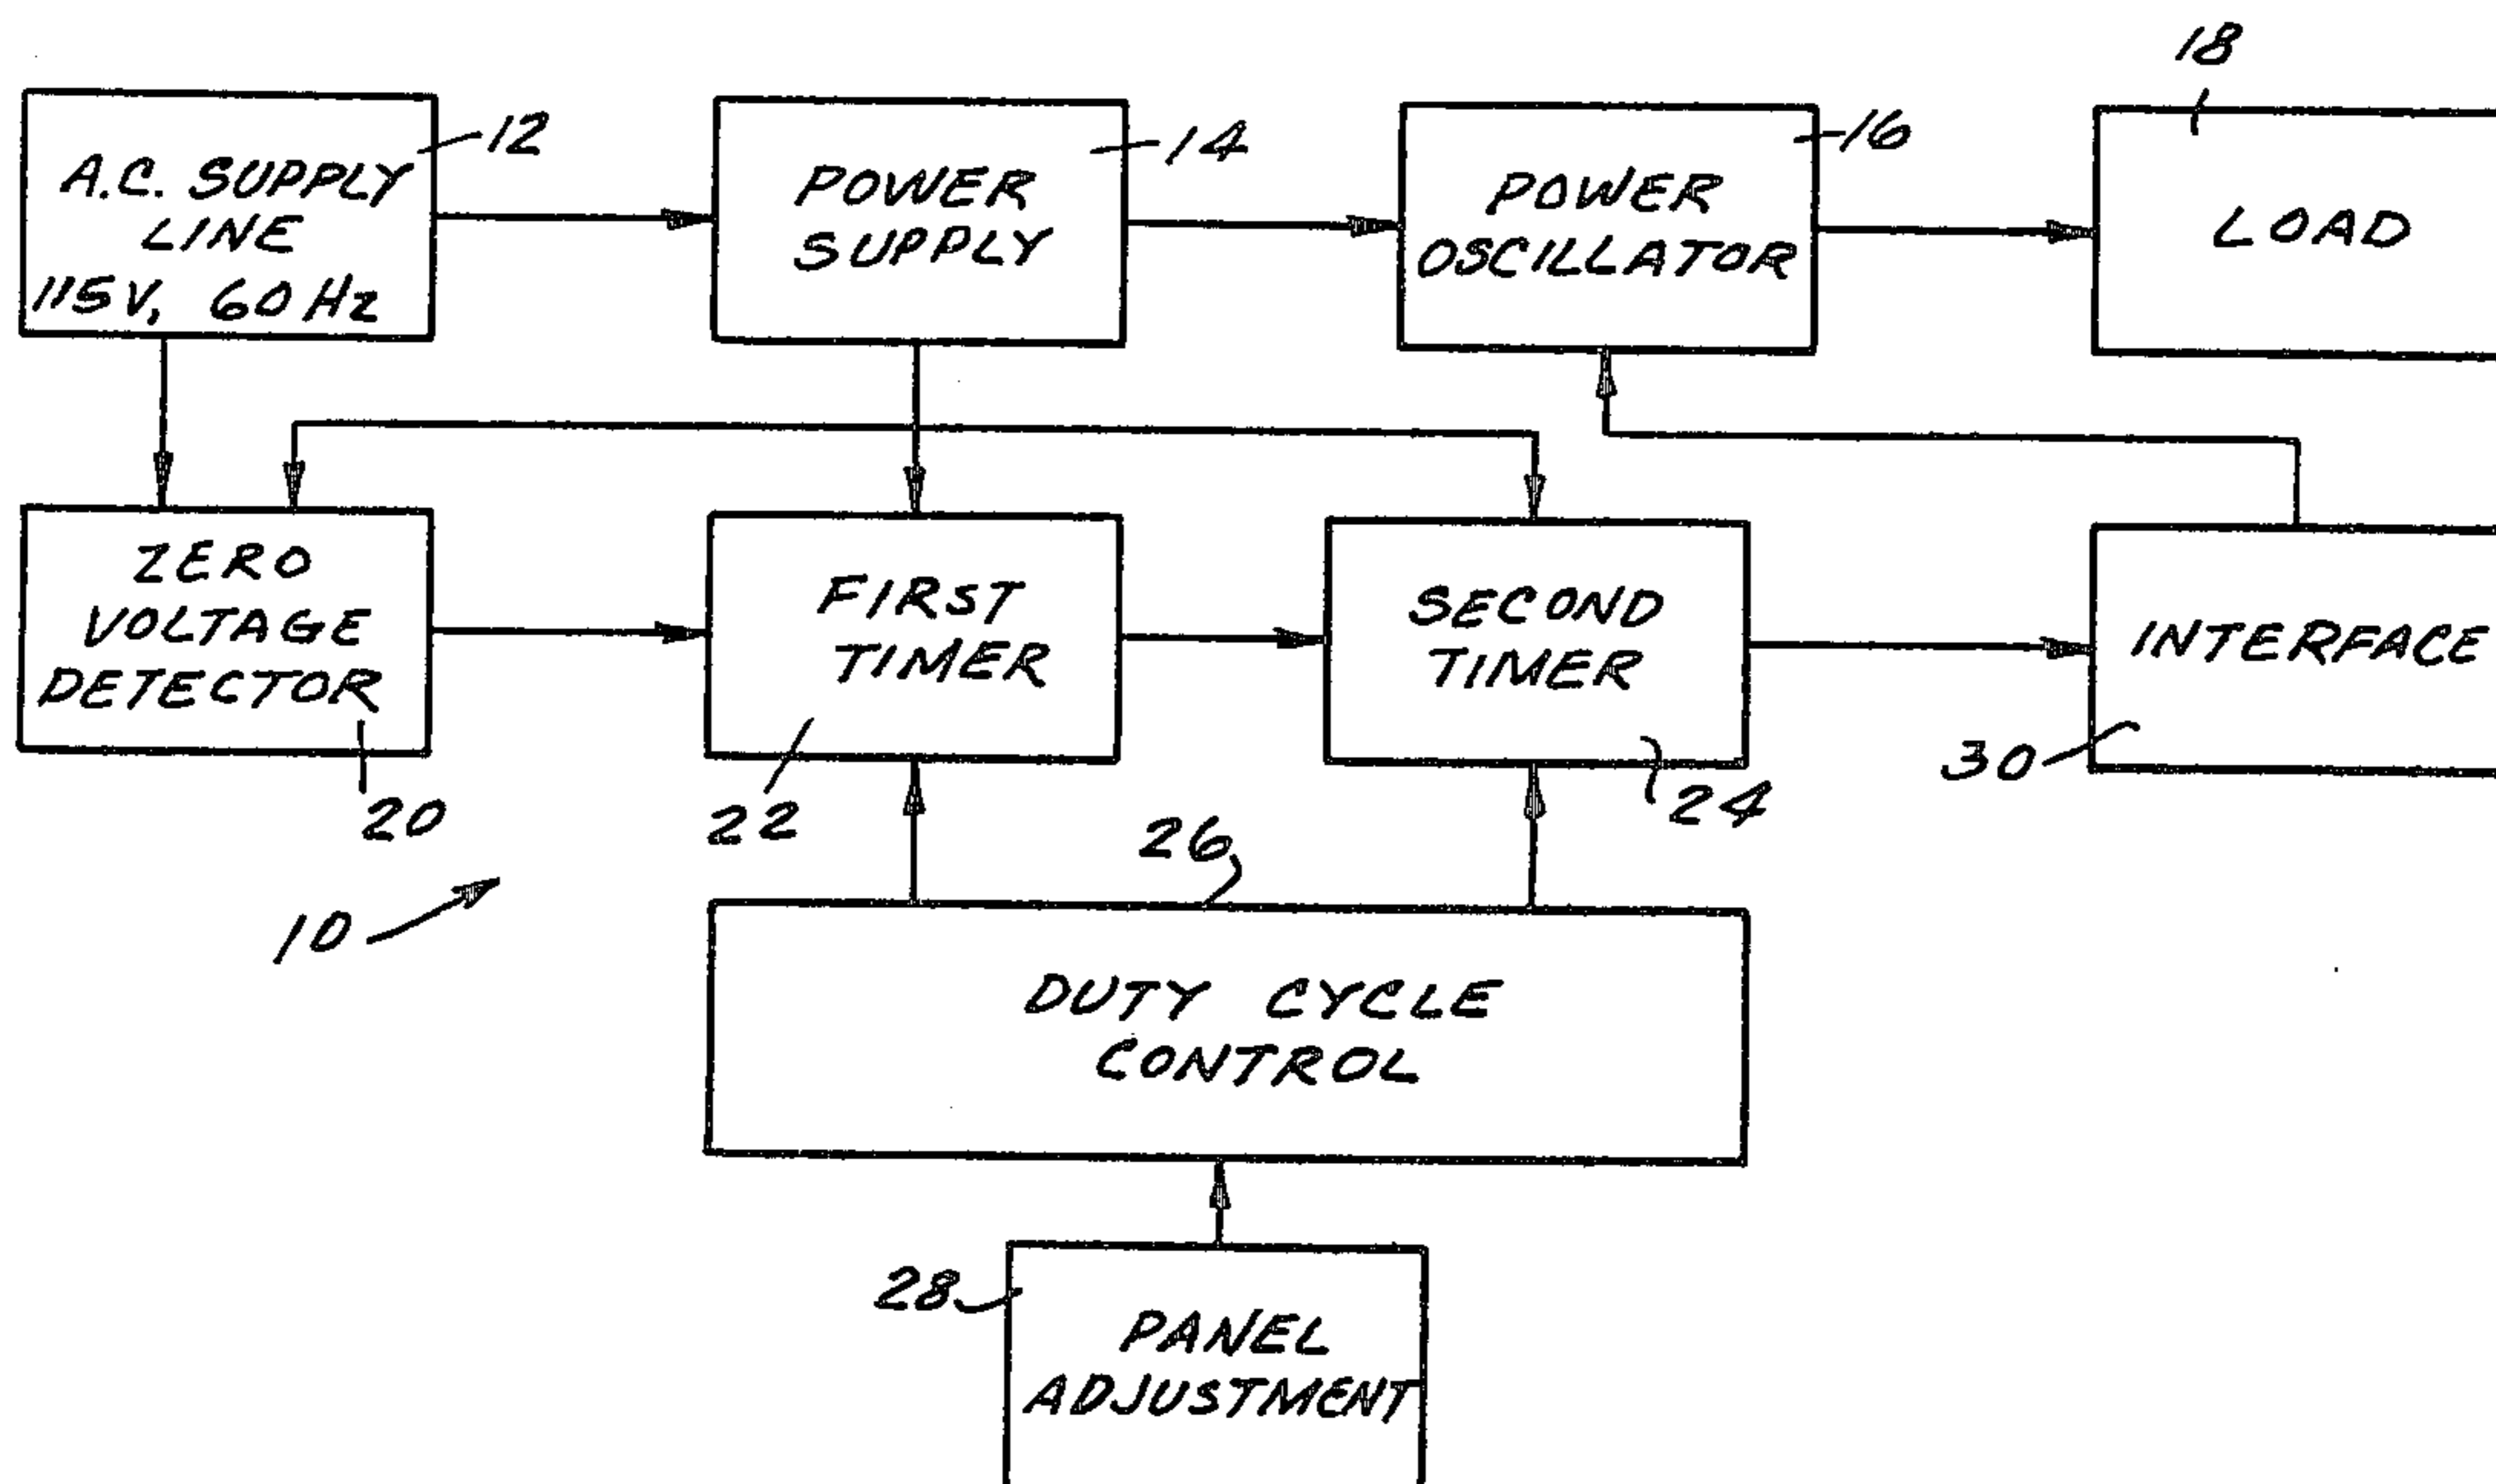 18
A.C. SUPPLY
LINE
115V, 60 Hz
12
POWER
SUPPLY
14
POWER
OSCILLATOR
16
LOAD
ZERO
VOLTAGE
DETECTOR
20
FIRST
TIMER
22
SECOND
TIMER
24
INTERFACE
30
10
26
DUTY CYCLE
CONTROL
28
PANEL
ADJUSTMENT